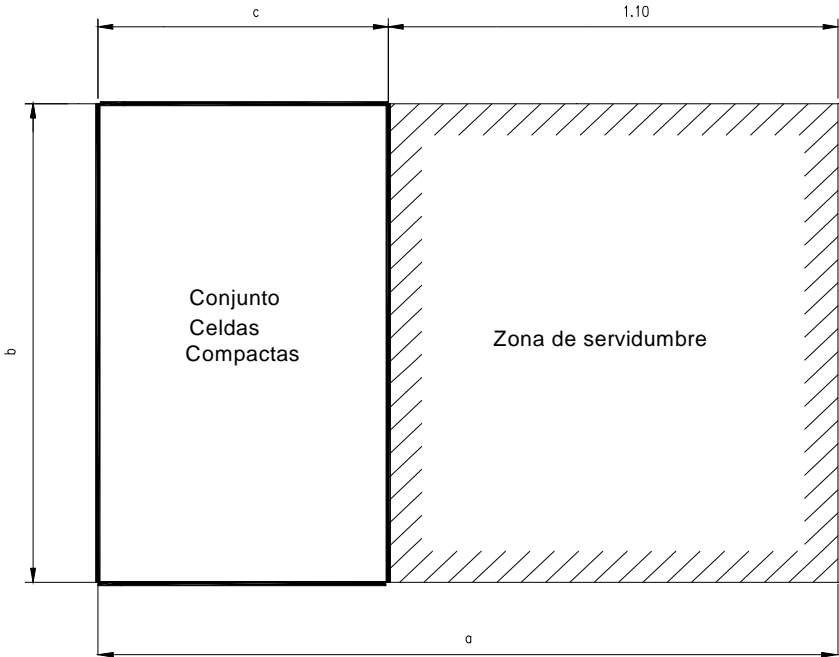 c
1.10
b
Conjunto
Celdas
Compactas
Zona de servidumbre
a